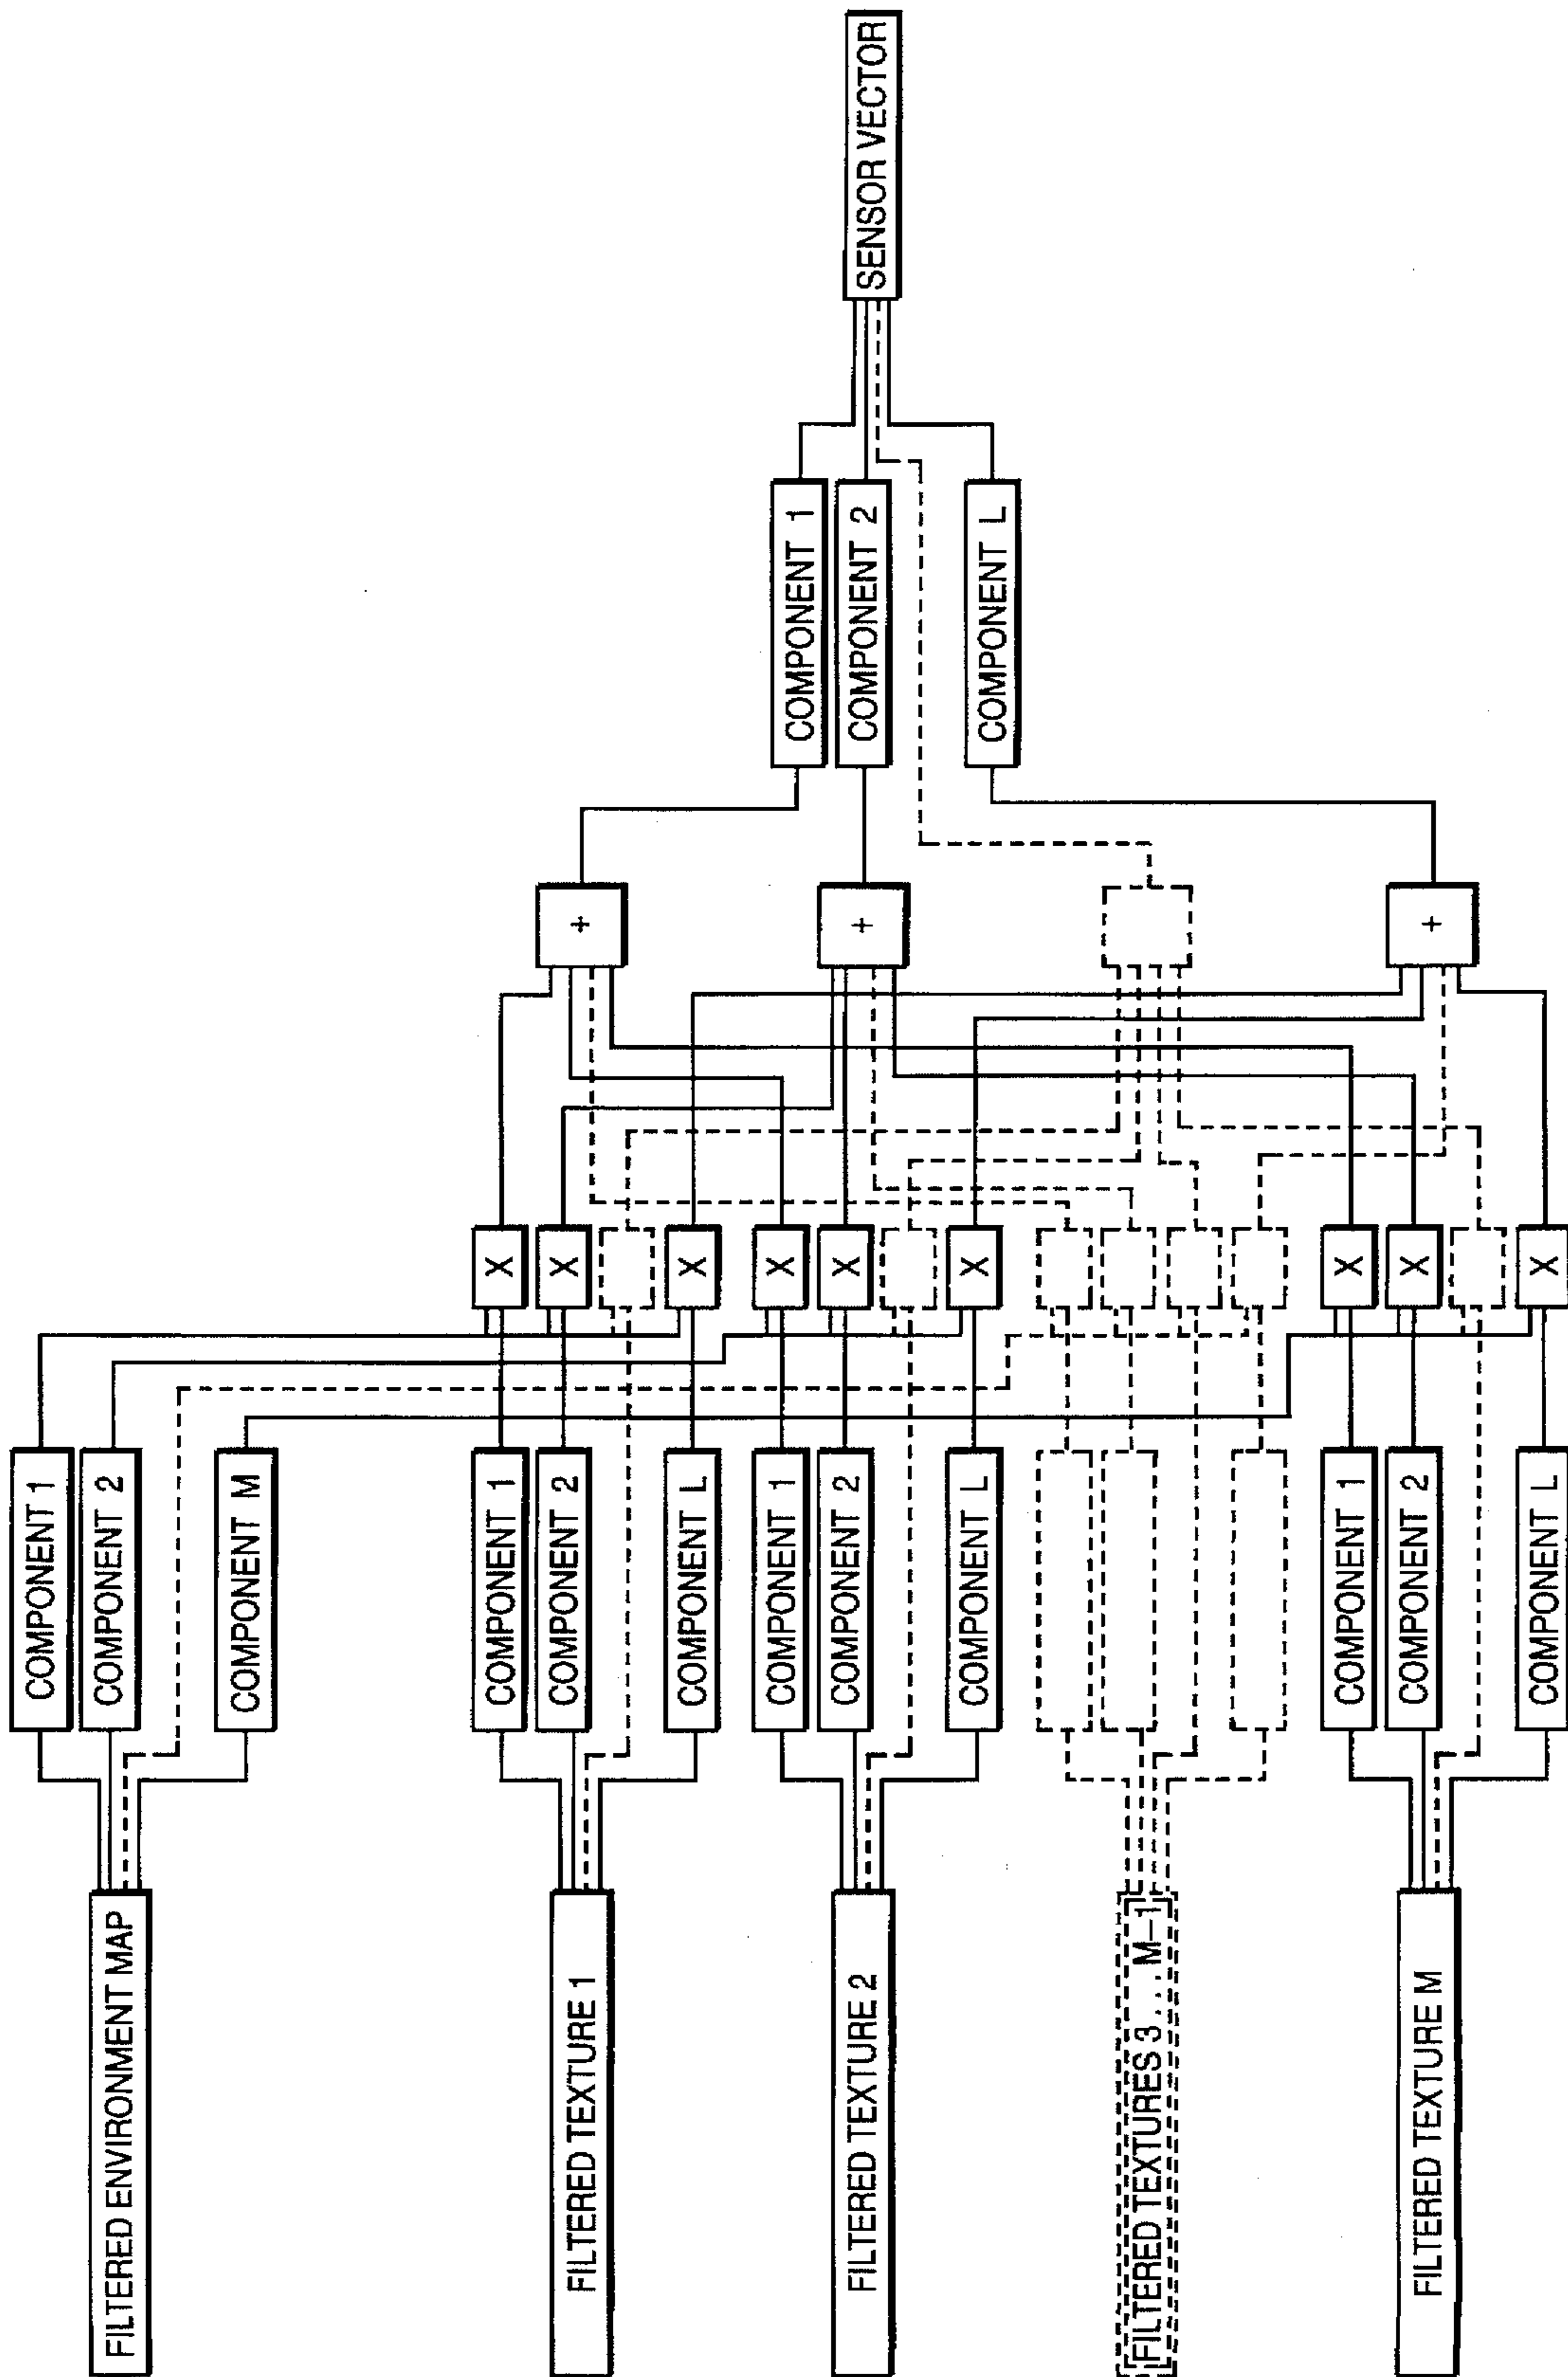 FILTERED ENVIRONMENT MAP
COMPONENT 1
COMPONENT 2
COMPONENT M
FILTERED TEXTURE 1
COMPONENT 1
COMPONENT 2
COMPONENT L
X
X
X
FILTERED TEXTURE 2
COMPONENT 1
COMPONENT 2
COMPONENT L
X
X
X
FILTERED TEXTURES 3 . . . M–1
FILTERED TEXTURE M
COMPONENT 1
COMPONENT 2
COMPONENT L
X
X
X
+
+
+
COMPONENT 1
COMPONENT 2
COMPONENT L
SENSOR VECTOR